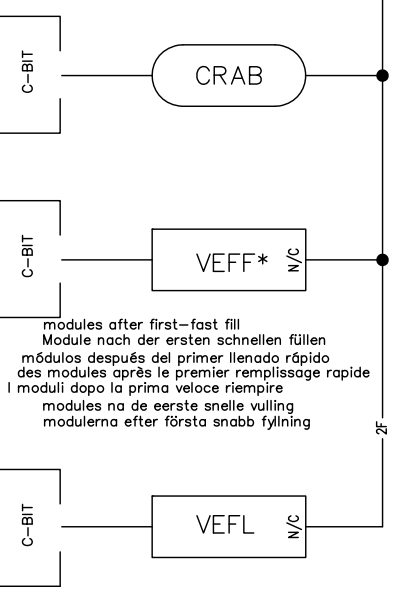 C-BIT
CRAB
C-BIT
VEFF*
N/C
modules after first-fast fill
Module nach der ersten schnellen füllen
módulos después del primer llenado rápido
des modules après le premier remplissage rapide
I moduli dopo la prima veloce riempire
modules na de eerste snelle vulling
modulerna efter första snabb fyllning
2F
C-BIT
VEFL
N/C